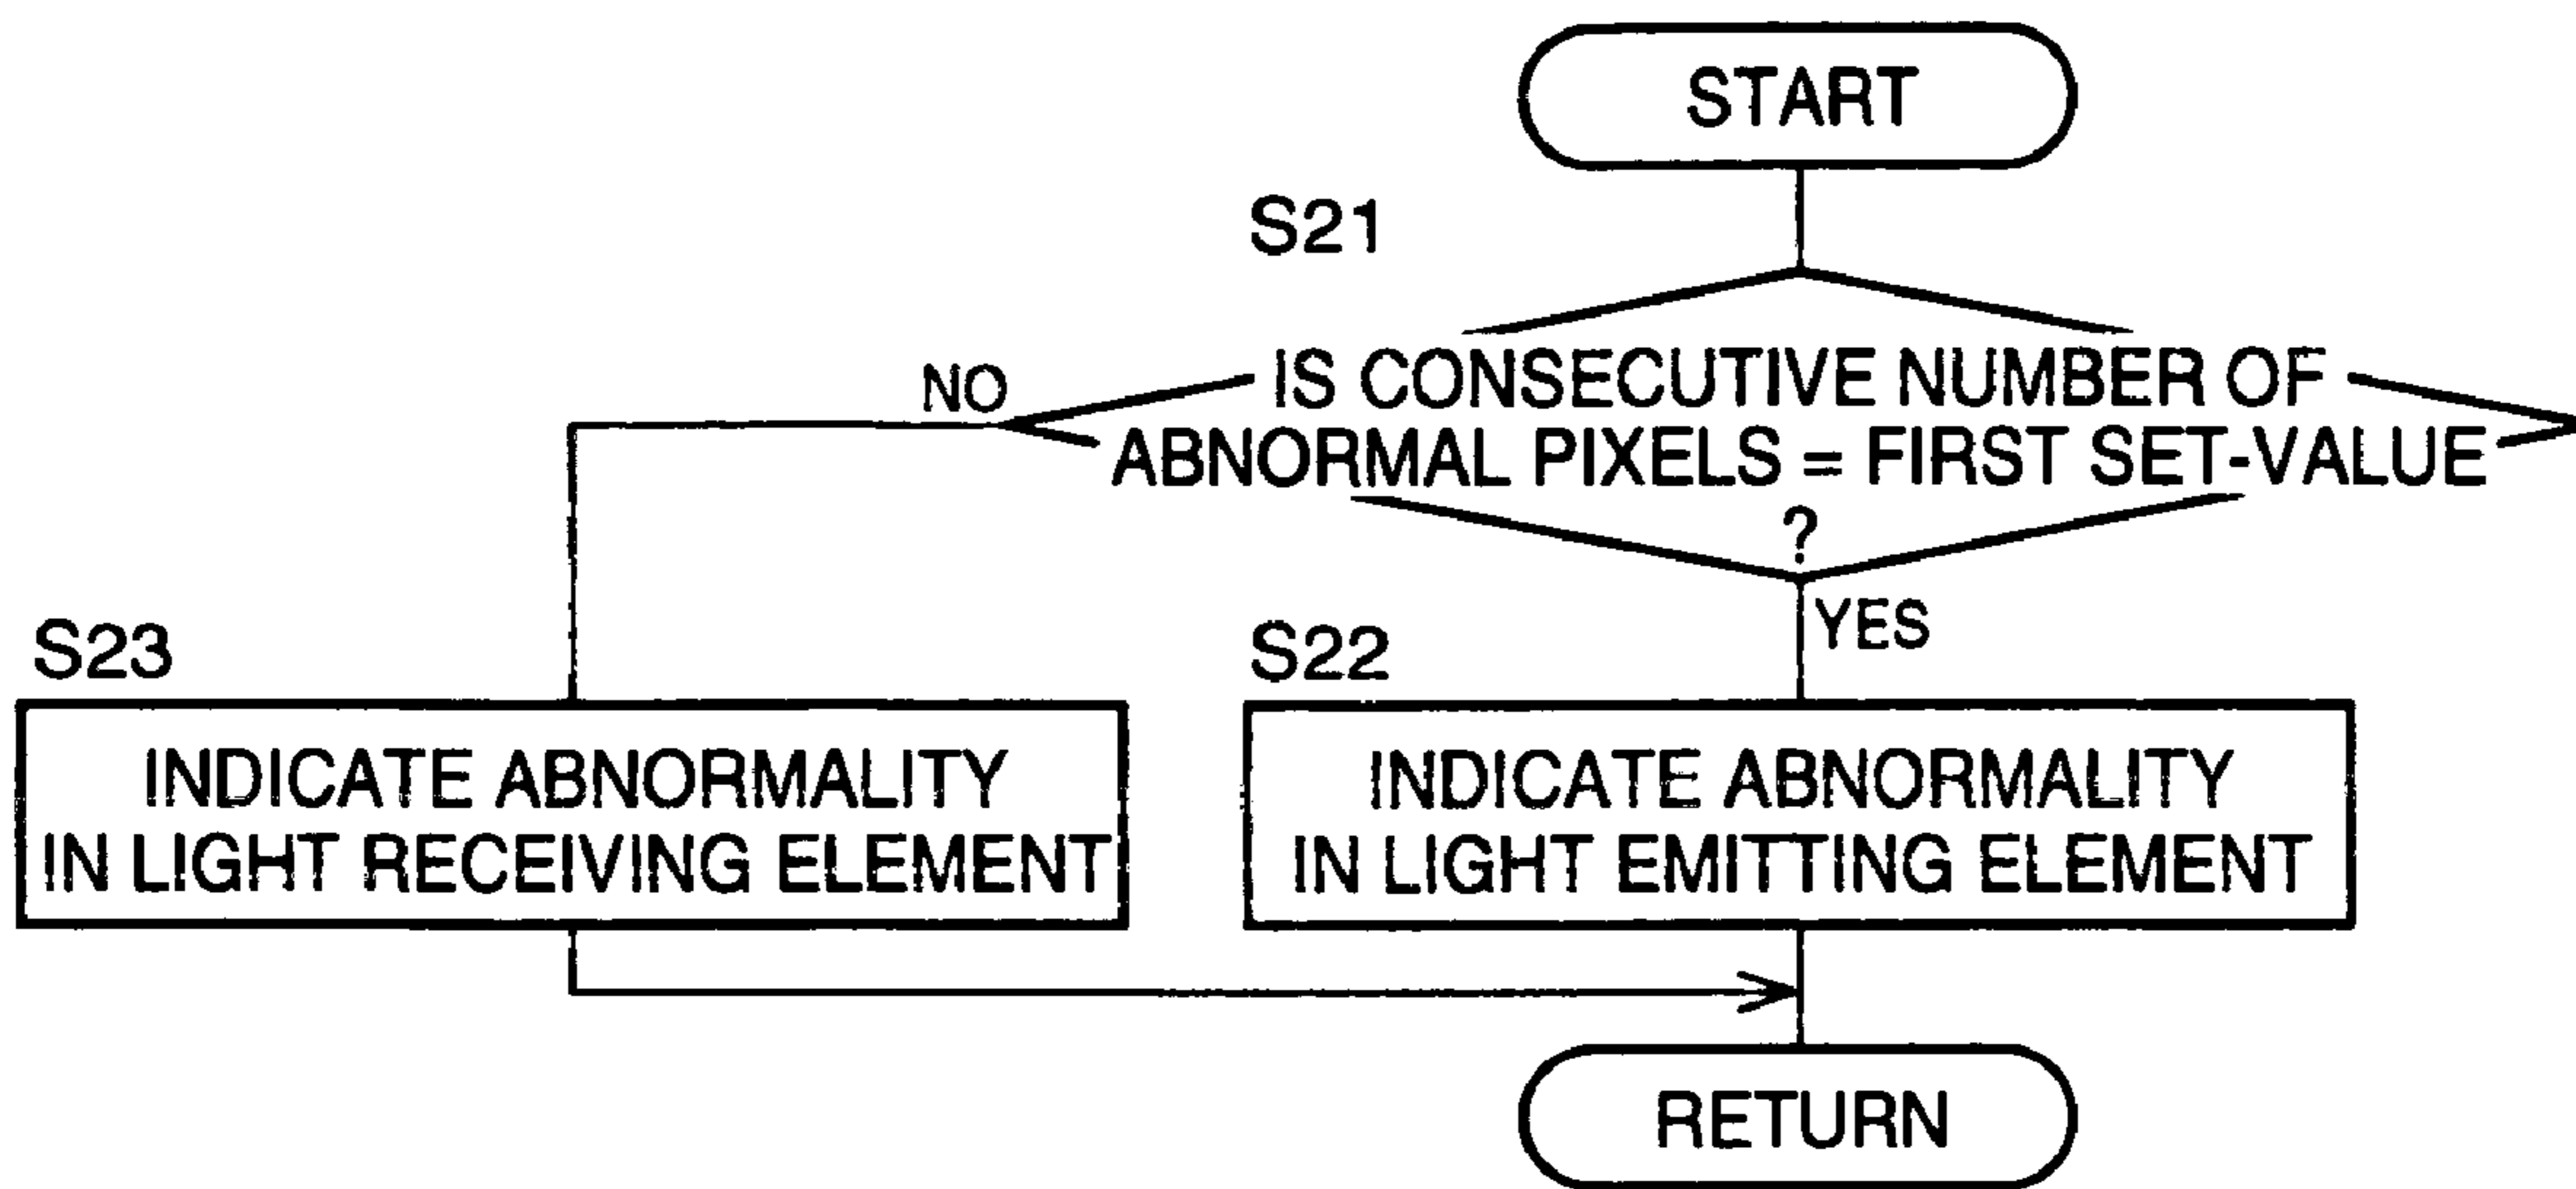 START
S21
NO
IS CONSECUTIVE NUMBER OF
ABNORMAL PIXELS = FIRST SET-VALUE
?
YES
S23
S22
INDICATE ABNORMALITY
IN LIGHT RECEIVING ELEMENT
INDICATE ABNORMALITY
IN LIGHT EMITTING ELEMENT
RETURN